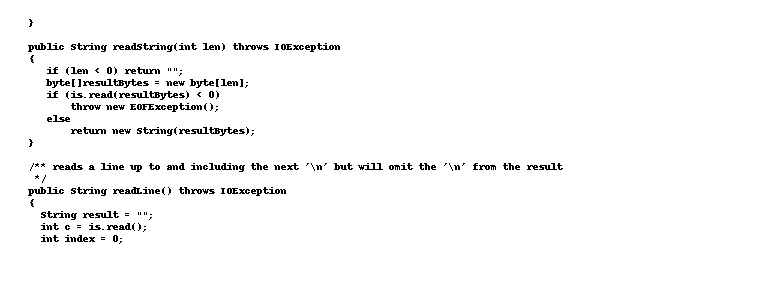 }

public String readString(int len) throws IOException
{
   if (len < 0) return "";
   byte[]resultBytes = new byte[len];
   if (is.read(resultBytes) < 0)
       throw new EOFException();
   else
       return new String(resultBytes);
}

/** reads a line up to and including the next '\n' but will omit the '\n' from the result
 */
public String readLine() throws IOException
{
  String result = "";
  int c = is.read();
  int index = 0;